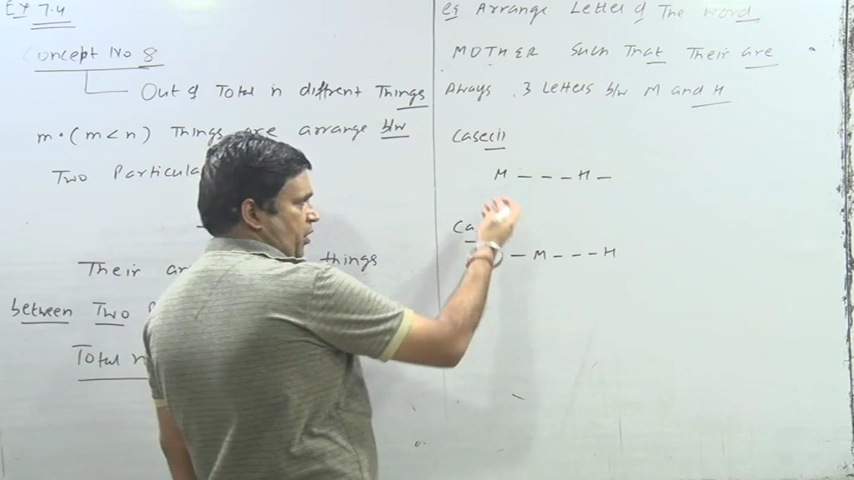 Ex 7.4
Concept No 8
Out of Total n diffrent Things
m. (m<n) Things are arrange b/w
Two Particula
Their ar things
between Two
Total n
eg Arrange Letter of The Word
MOTHER Such That Their are
Always 3 Letters b/w M and H
Case(i)
M - - - H -
Ca
- M - - - H